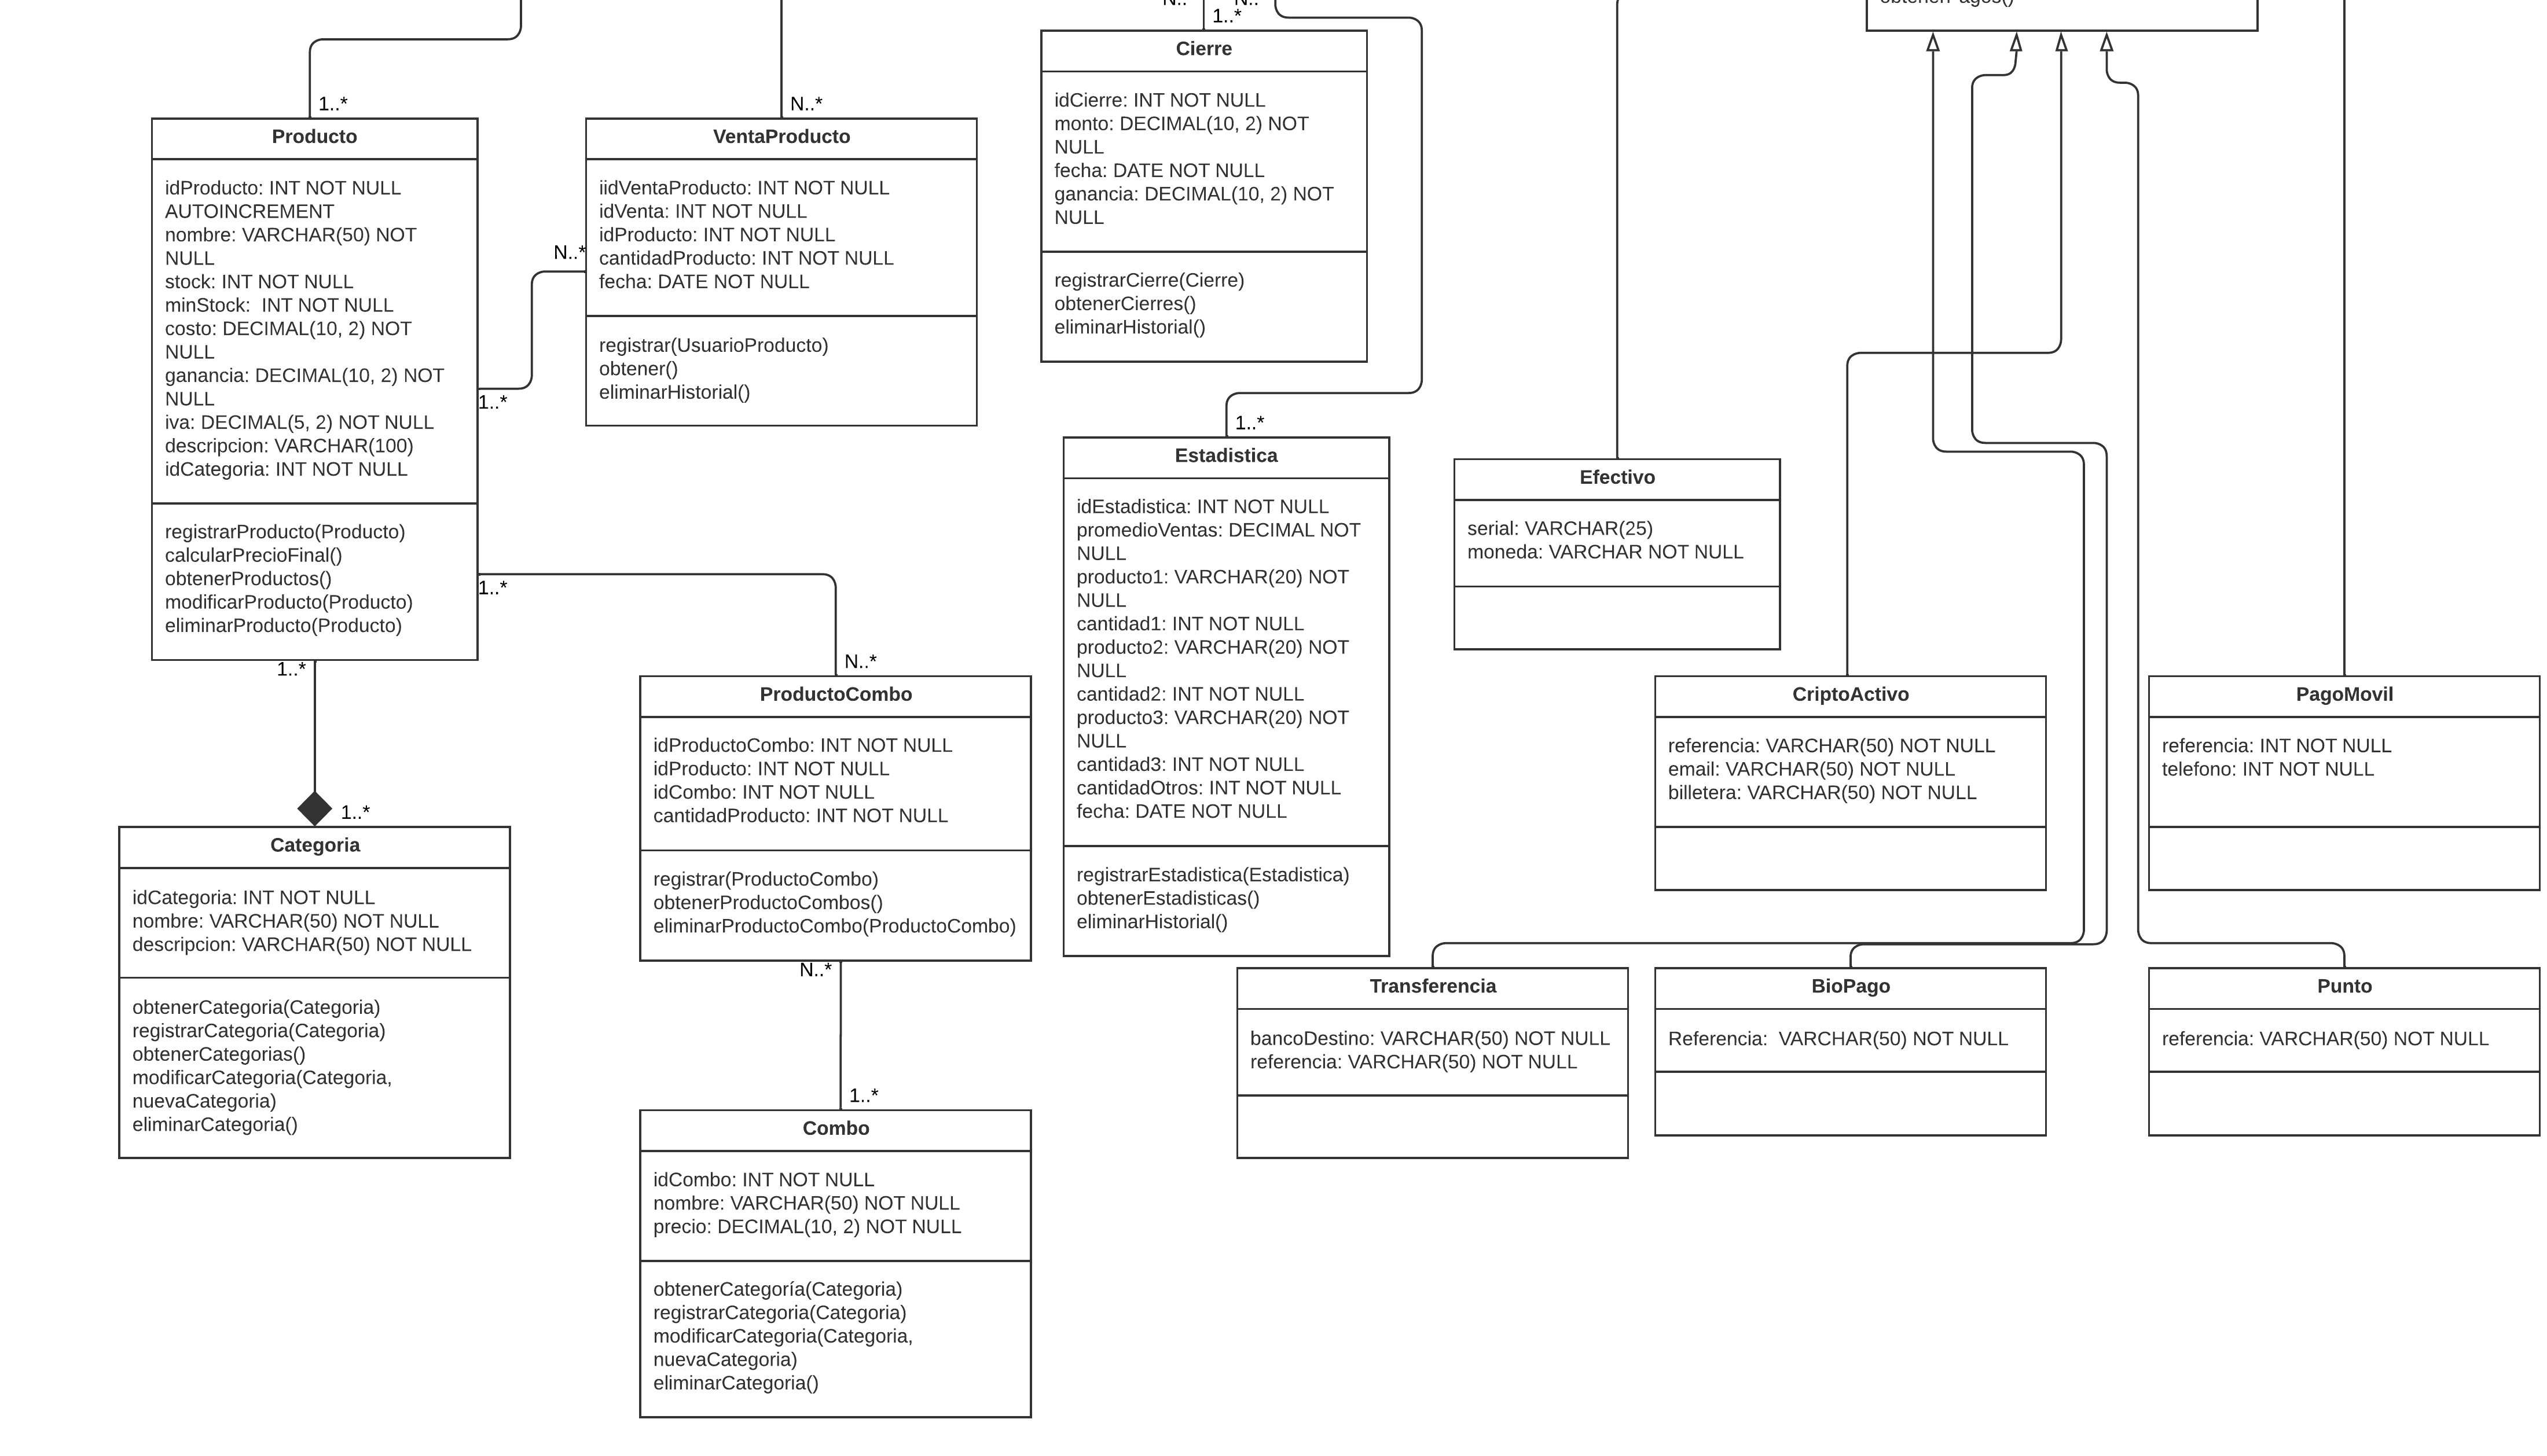 1..*
Producto
idProducto: INT NOT NULL
AUTOINCREMENT
nombre: VARCHAR(50) NOT
NULL
stock: INT NOT NULL
minStock:  INT NOT NULL
costo: DECIMAL(10, 2) NOT
NULL
ganancia: DECIMAL(10, 2) NOT
NULL
iva: DECIMAL(5, 2) NOT NULL
descripcion: VARCHAR(100)
idCategoria: INT NOT NULL
registrarProducto(Producto)
calcularPrecioFinal()
obtenerProductos()
modificarProducto(Producto)
eliminarProducto(Producto)
1..*
1..*
1..*
1..*
Categoria
idCategoria: INT NOT NULL
nombre: VARCHAR(50) NOT NULL
descripcion: VARCHAR(50) NOT NULL
obtenerCategoria(Categoria)
registrarCategoria(Categoria)
obtenerCategorias()
modificarCategoria(Categoria,
nuevaCategoria)
eliminarCategoria()
N..*
N..*
VentaProducto
iidVentaProducto: INT NOT NULL
idVenta: INT NOT NULL
idProducto: INT NOT NULL
cantidadProducto: INT NOT NULL
fecha: DATE NOT NULL
registrar(UsuarioProducto)
obtener()
eliminarHistorial()
N..*
ProductoCombo
idProductoCombo: INT NOT NULL
idProducto: INT NOT NULL
idCombo: INT NOT NULL
cantidadProducto: INT NOT NULL
registrar(ProductoCombo)
obtenerProductoCombos()
eliminarProductoCombo(ProductoCombo)
N..*
1..*
Combo
idCombo: INT NOT NULL
nombre: VARCHAR(50) NOT NULL
precio: DECIMAL(10, 2) NOT NULL
obtenerCategoría(Categoria)
registrarCategoria(Categoria)
modificarCategoria(Categoria,
nuevaCategoria)
eliminarCategoria()
1..*
Cierre
idCierre: INT NOT NULL
monto: DECIMAL(10, 2) NOT
NULL
fecha: DATE NOT NULL
ganancia: DECIMAL(10, 2) NOT
NULL
registrarCierre(Cierre)
obtenerCierres()
eliminarHistorial()
1..*
Estadistica
idEstadistica: INT NOT NULL
promedioVentas: DECIMAL NOT
NULL
producto1: VARCHAR(20) NOT
NULL
cantidad1: INT NOT NULL
producto2: VARCHAR(20) NOT
NULL
cantidad2: INT NOT NULL
producto3: VARCHAR(20) NOT
NULL
cantidad3: INT NOT NULL
cantidadOtros: INT NOT NULL
fecha: DATE NOT NULL
registrarEstadistica(Estadistica)
obtenerEstadisticas()
eliminarHistorial()
Efectivo
serial: VARCHAR(25)
moneda: VARCHAR NOT NULL
CriptoActivo
referencia: VARCHAR(50) NOT NULL
email: VARCHAR(50) NOT NULL
billetera: VARCHAR(50) NOT NULL
PagoMovil
referencia: INT NOT NULL
telefono: INT NOT NULL
Transferencia
bancoDestino: VARCHAR(50) NOT NULL
referencia: VARCHAR(50) NOT NULL
BioPago
Referencia:  VARCHAR(50) NOT NULL
Punto
referencia: VARCHAR(50) NOT NULL